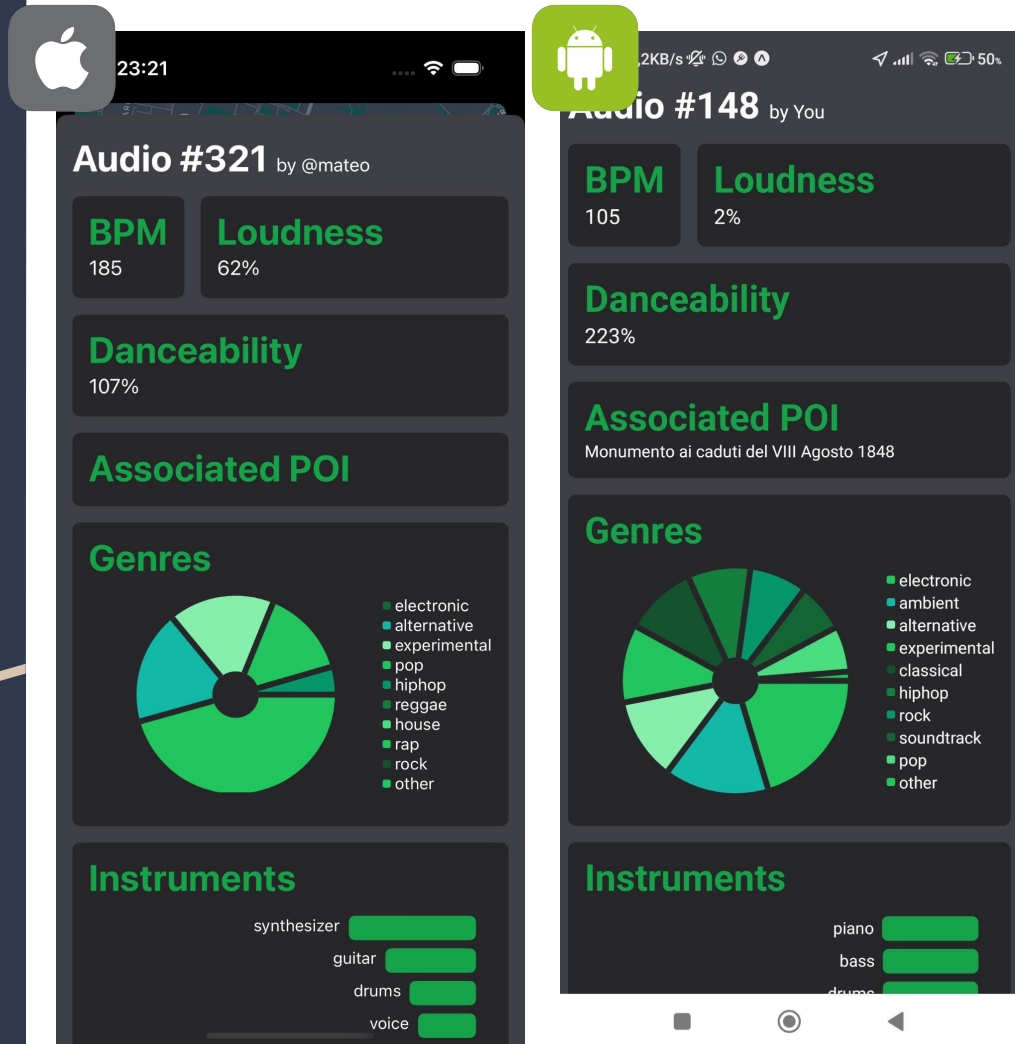 23:21
Audio #321 by @mateo
BPM
185
Loudness
62%
Danceability
107%
Associated POI
Genres
electronic
alternative
experimental
pop
hiphop
reggae
house
rap
rock
other
Instruments
synthesizer
guitar
drums
voice
,2KB/s
50%
Audio #148 by You
BPM
105
Loudness
2%
Danceability
223%
Associated POI
Monumento ai caduti del VIII Agosto 1848
Genres
electronic
ambient
alternative
experimental
classical
hiphop
rock
soundtrack
pop
other
Instruments
piano
bass
drums